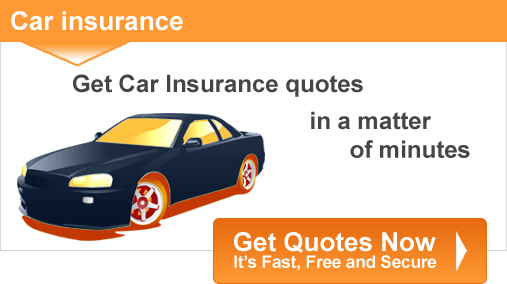 Car insurance
Get Car Insurance quotes
in a matter
of minutes
Get Quotes Now
It's Fast, Free and Secure